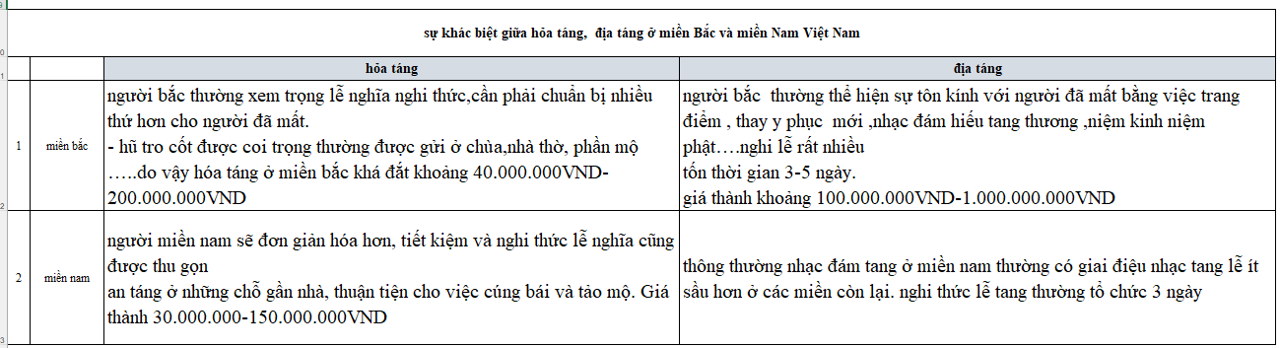 sự khác biệt giữa hỏa táng, địa táng ở miền Bắc và miền Nam Việt Nam
hỏa táng
địa táng
1
miền bắc
người bắc thường xem trọng lễ nghĩa nghi thức,cần phải chuẩn bị nhiều
thứ hơn cho người đã mất.
- hũ tro cốt được coi trọng thường được gửi ở chùa,nhà thờ, phần mộ
…..do vậy hóa táng ở miền bắc khá đắt khoảng 40.000.000VND-
200.000.000VND
người bắc thường thể hiện sự tôn kính với người đã mất bằng việc trang
điểm , thay y phục mới ,nhạc đám hiếu tang thương ,niệm kinh niệm
phật….nghi lễ rất nhiều
tốn thời gian 3-5 ngày.
giá thành khoảng 100.000.000VND-1.000.000.000VND
2
miền nam
người miền nam sẽ đơn giản hóa hơn, tiết kiệm và nghi thức lễ nghĩa cũng
được thu gọn
an táng ở những chỗ gần nhà, thuận tiện cho việc cúng bái và tảo mộ. Giá
thành 30.000.000-150.000.000VND
thông thường nhạc đám tang ở miền nam thường có giai điệu nhạc tang lễ ít
sầu hơn ở các miền còn lại. nghi thức lễ tang thường tổ chức 3 ngày